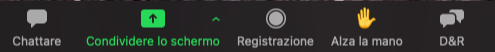 Chattare Condividere lo schermo Registrazione Alza la mano D&R